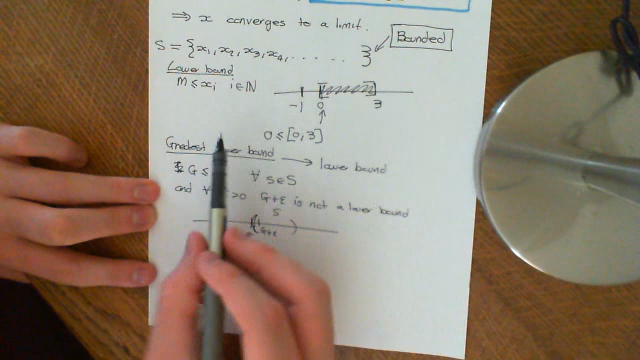 ⇒ x converges to a limit.
S = {x₁, x₂, x₃, x₄, . . . . . . }
Bounded
Lower bound
M ≤ xᵢ i ∈ ℕ
-1 0 3
0 ≤ [0, 3]
Greatest bound → lower bound
G ≤ ∀ s ∈ S
and ∀ >0 G+ε is not a lower bound
S
G+ε